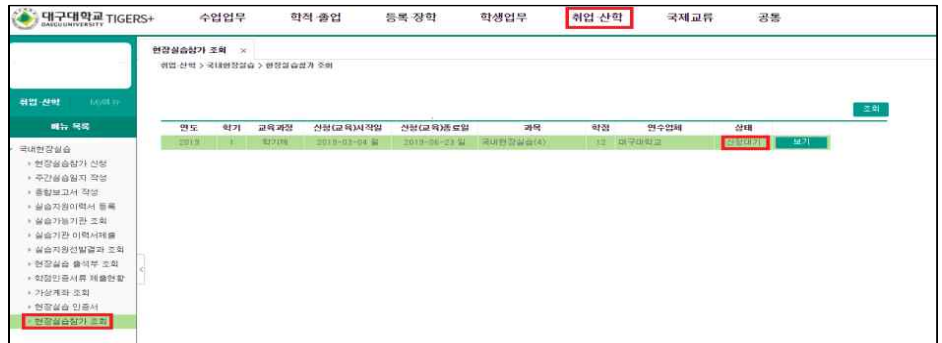 대구대학교 TIGERS+
DAEGU UNIVERSITY
수업업무 학적·졸업 등록·장학 학생업무 취업·산학 국제교류 공통
현장실습참가 조회 ×
취업·산학 > 국내현장실습 > 현장실습참가 조회
취업·산학
조회
메뉴 목록
연도 학기 교육과정 신청(교육)시작일 신청(교육)종료일 과목 학점 연수업체 상태
2019 1 학기제 2019-03-04 월 2019-06-23 일 국내현장실습(4) 12 대구대학교 신청대기 보기
국내현장실습
현장실습참가 신청
주간실습일지 작성
종합보고서 작성
실습지원이력서 등록
실습가능기관 조회
실습기관 이력서제출
실습지원선발결과 조회
현장실습 출석부 조회
학점인증서류 제출현황
가상계좌 조회
현장실습 인증서
현장실습참가 조회